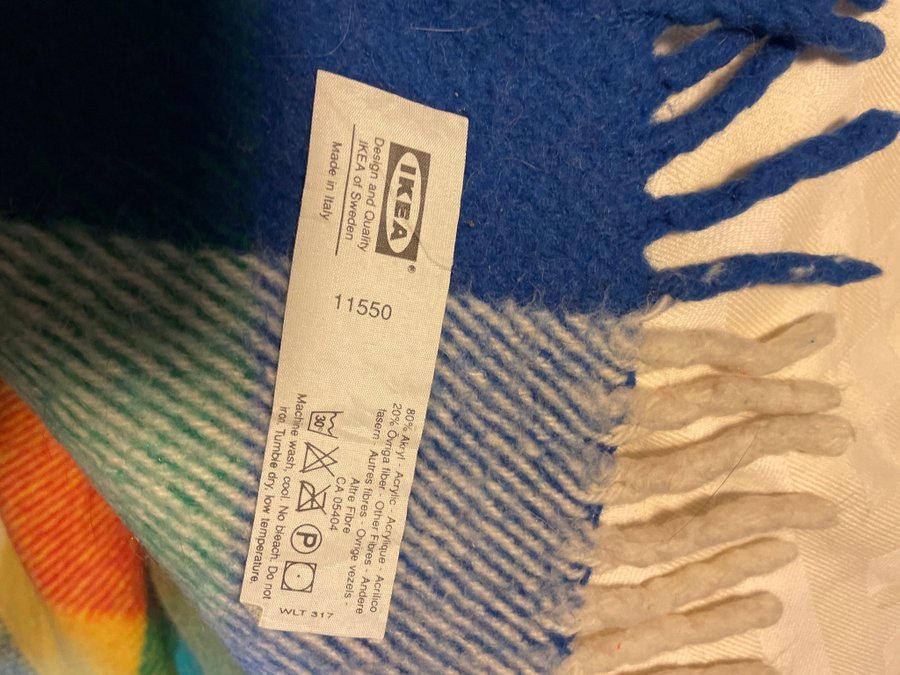 IKEA®
Design and Quality
IKEA of Sweden
Made in Italy
11550
80% Akryl - Acrylic - Acrylique - Acrilico
20% Övriga fiber - Other Fibres - Andere
fasern - Autres fibres - Ovrige vezels -
Altre Fibre
CA 05404
30°
P
Machine wash, cool. No bleach. Do not
iron. Tumble dry, low temperature.
WLT 317